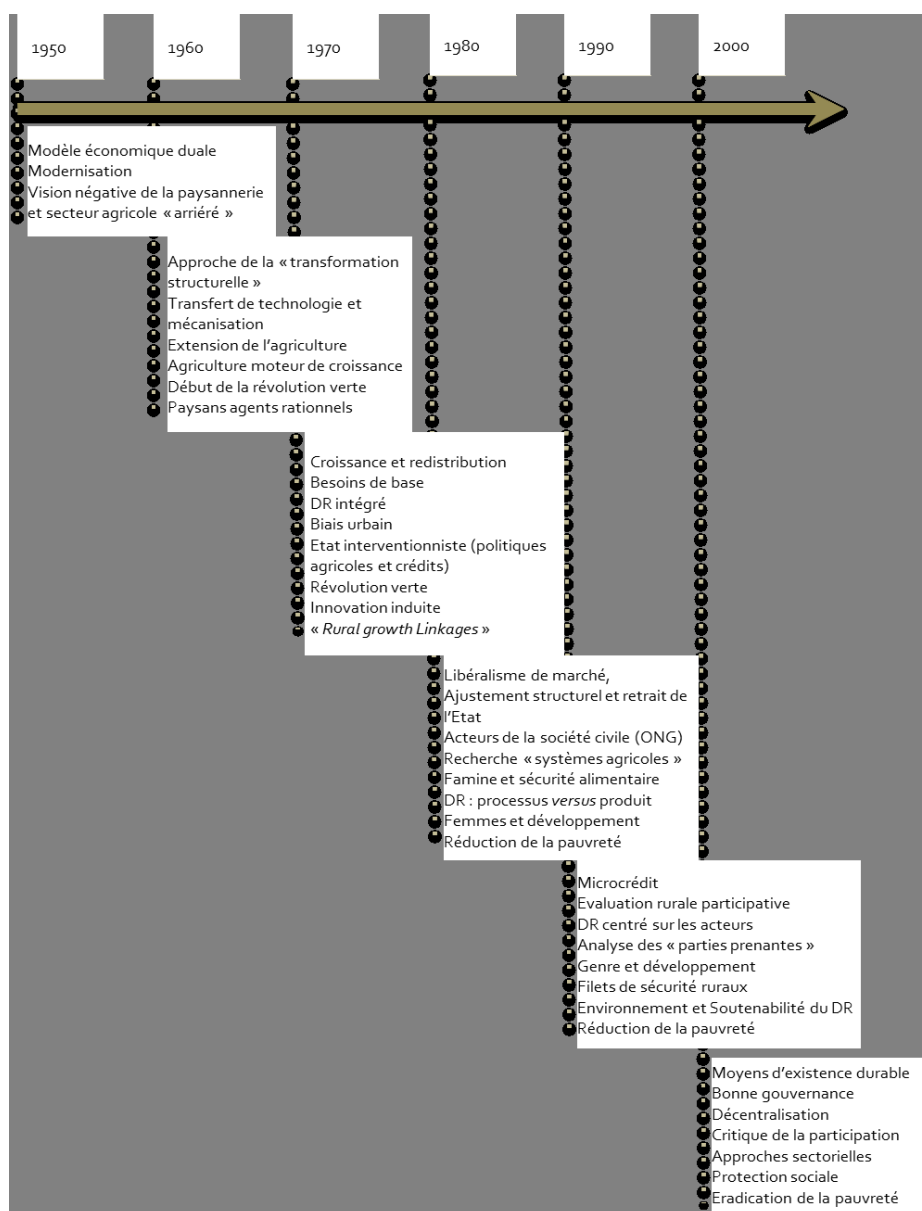 1950
1960
1970
1980
1990
2000
Modèle économique duale
Modernisation
Vision négative de la paysannerie
et secteur agricole « arriéré »
Approche de la « transformation
structurelle »
Transfert de technologie et
mécanisation
Extension de l'agriculture
Agriculture moteur de croissance
Début de la révolution verte
Paysans agents rationnels
Croissance et redistribution
Besoins de base
DR intégré
Biais urbain
Etat interventionniste (politiques
agricoles et crédits)
Révolution verte
Innovation induite
« Rural growth Linkages »
Libéralisme de marché,
Ajustement structurel et retrait de
l'Etat
Acteurs de la société civile (ONG)
Recherche « systèmes agricoles »
Famine et sécurité alimentaire
DR : processus versus produit
Femmes et développement
Réduction de la pauvreté
Microcrédit
Evaluation rurale participative
DR centré sur les acteurs
Analyse des « parties prenantes »
Genre et développement
Filets de sécurité ruraux
Environnement et Soutenabilité du DR
Réduction de la pauvreté
Moyens d'existence durable
Bonne gouvernance
Décentralisation
Critique de la participation
Approches sectorielles
Protection sociale
Eradication de la pauvreté